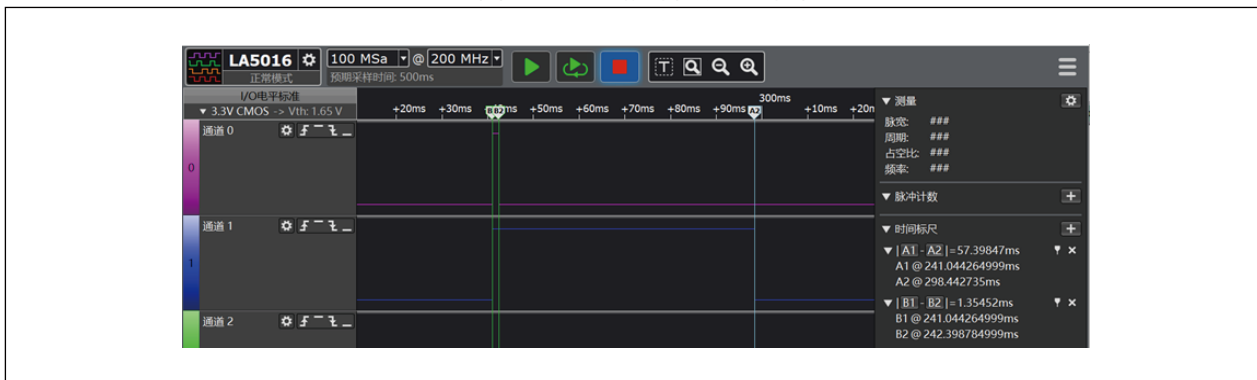 LA5016
正常模式
100 MSa @ 200 MHz
预期采样时间: 500ms
I/O电平标准
3.3V CMOS -> Vth: 1.65 V
+20ms +30ms +50ms +60ms +70ms +80ms +90ms A2 300ms +10ms +20n
通道 0
0
通道 1
1
通道 2
测量
脉宽: ###
周期: ###
占空比: ###
频率: ###
脉冲计数
时间标尺
| A1 - A2 |=57.39847ms
A1 @ 241.044264999ms
A2 @ 298.442735ms
| B1 - B2 |=1.35452ms
B1 @ 241.044264999ms
B2 @ 242.398784999ms